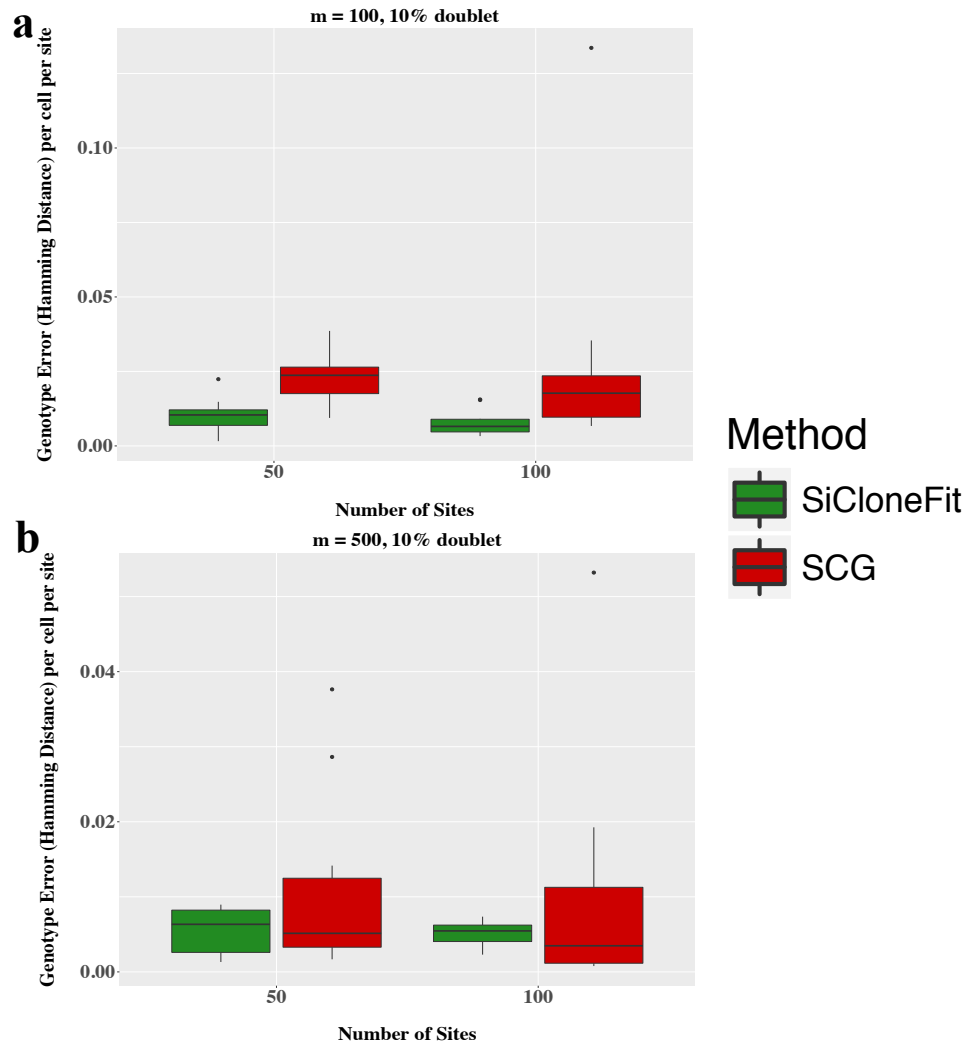 a
m = 100, 10% doublet
Genotype Error (Hamming Distance) per cell per site
0.10
0.05
0.00
50
100
Number of Sites
b
m = 500, 10% doublet
Genotype Error (Hamming Distance) per cell per site
0.04
0.02
0.00
50
100
Number of Sites
Method
SiCloneFit
SCG